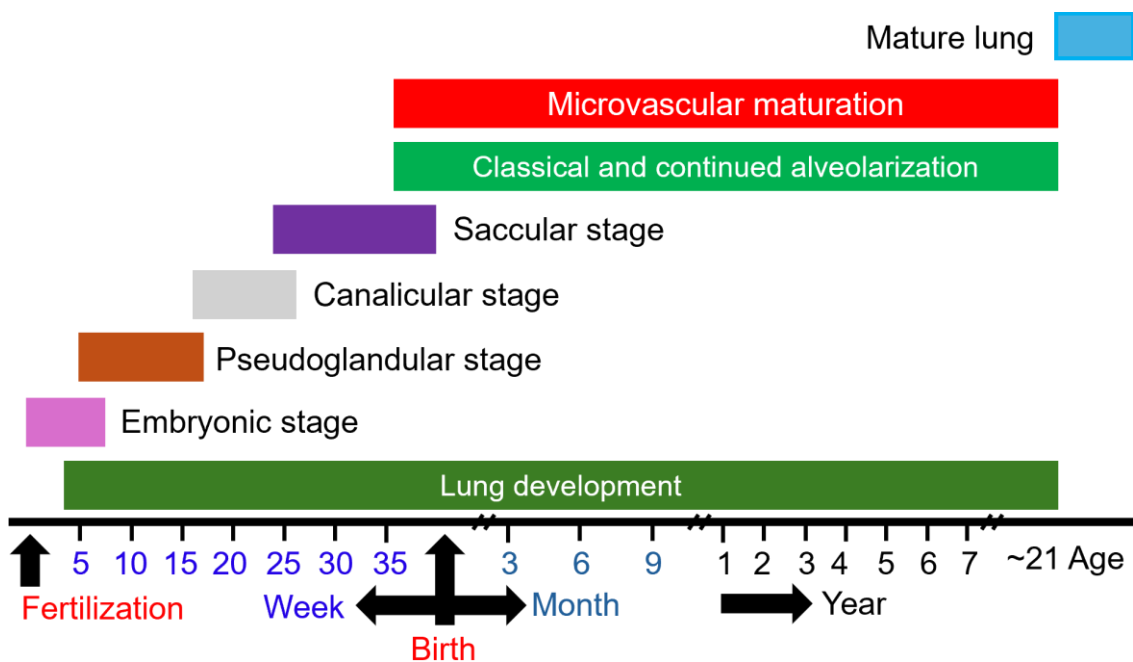 Mature lung
Microvascular maturation
Classical and continued alveolarization
Saccular stage
Canalicular stage
Pseudoglandular stage
Embryonic stage
Lung development
5 10 15 20 25 30 35 3 6 9 1 2 3 4 5 6 7 ~21 Age
Fertilization Week Month Year
Birth